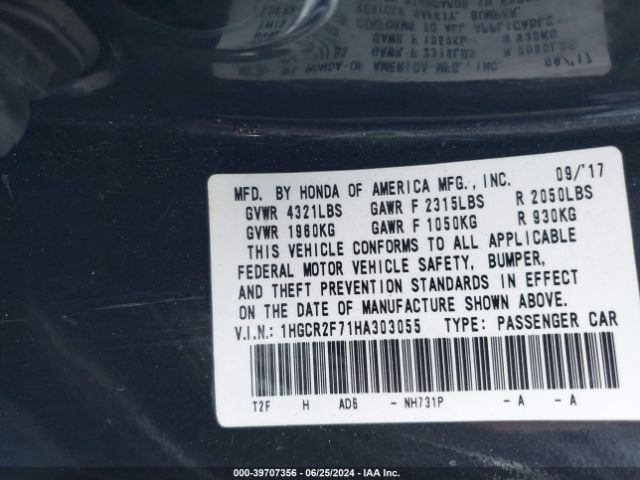 MFD. BY HONDA OF AMERICA MFG., INC. 09/'17
GVWR 4321LBS GAWR F 2315LBS R 2050LBS
GVWR 1960KG GAWR F 1050KG R 930KG
THIS VEHICLE CONFORMS TO ALL APPLICABLE
FEDERAL MOTOR VEHICLE SAFETY, BUMPER,
AND THEFT PREVENTION STANDARDS IN EFFECT
ON THE DATE OF MANUFACTURE SHOWN ABOVE.
V.I.N.: 1HGCR2F71HA303055 TYPE: PASSENGER CAR
T2F H AD6 - NH731P - A - A
000-39707356 | 06/25/2024 | IAA Inc.